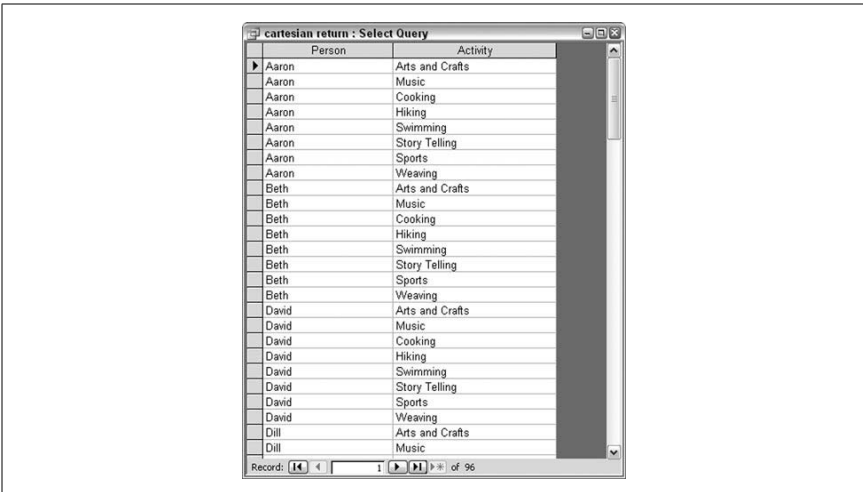 cartesian return : Select Query
Person Activity
Aaron Arts and Crafts
Aaron Music
Aaron Cooking
Aaron Hiking
Aaron Swimming
Aaron Story Telling
Aaron Sports
Aaron Weaving
Beth Arts and Crafts
Beth Music
Beth Cooking
Beth Hiking
Beth Swimming
Beth Story Telling
Beth Sports
Beth Weaving
David Arts and Crafts
David Music
David Cooking
David Hiking
David Swimming
David Story Telling
David Sports
David Weaving
Dill Arts and Crafts
Dill Music
Record: 1 of 96